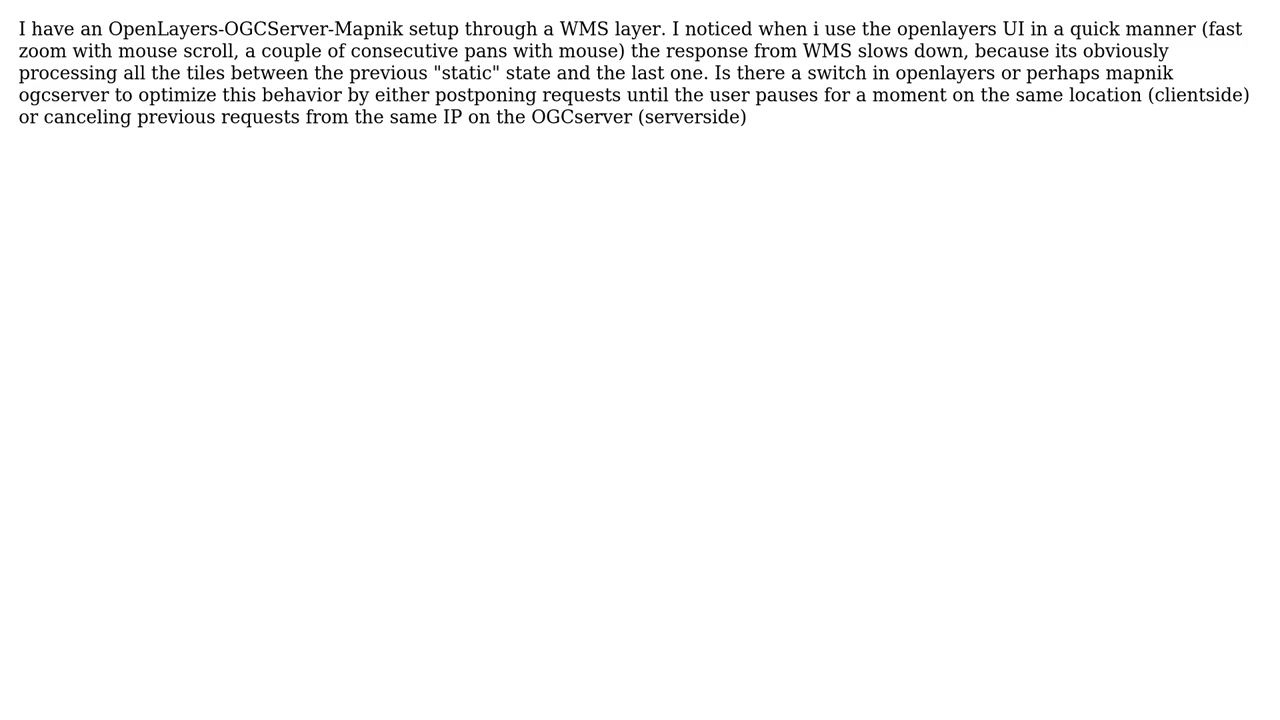 I have an OpenLayers-OGCServer-Mapnik setup through a WMS layer. I noticed when i use the openlayers UI in a quick manner (fast
zoom with mouse scroll, a couple of consecutive pans with mouse) the response from WMS slows down, because its obviously
processing all the tiles between the previous "static" state and the last one. Is there a switch in openlayers or perhaps mapnik
ogcserver to optimize this behavior by either postponing requests until the user pauses for a moment on the same location (clientside)
or canceling previous requests from the same IP on the OGCserver (serverside)